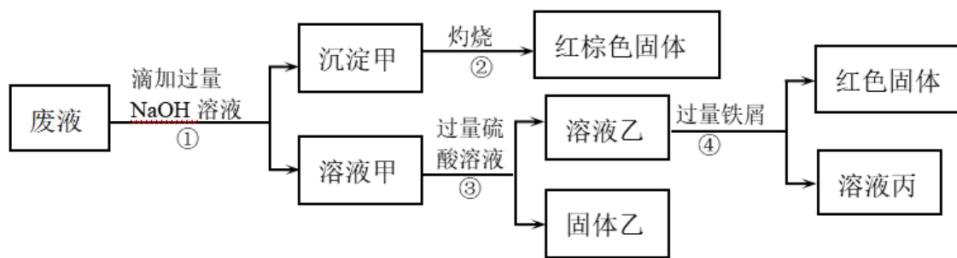 废液
滴加过量
NaOH 溶液
①
沉淀甲
灼烧
②
红棕色固体
溶液甲
过量硫
酸溶液
③
溶液乙
过量铁屑
④
红色固体
固体乙
溶液丙